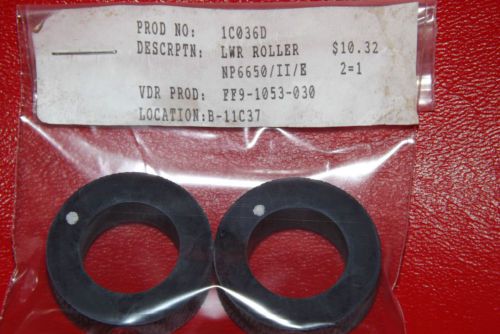 PROD NO: 1C036D
DESCRPTN: LWR ROLLER $10.32
NP6650/II/E 2=1
VDR PROD: FF9-1053-030
LOCATION:B-11C37